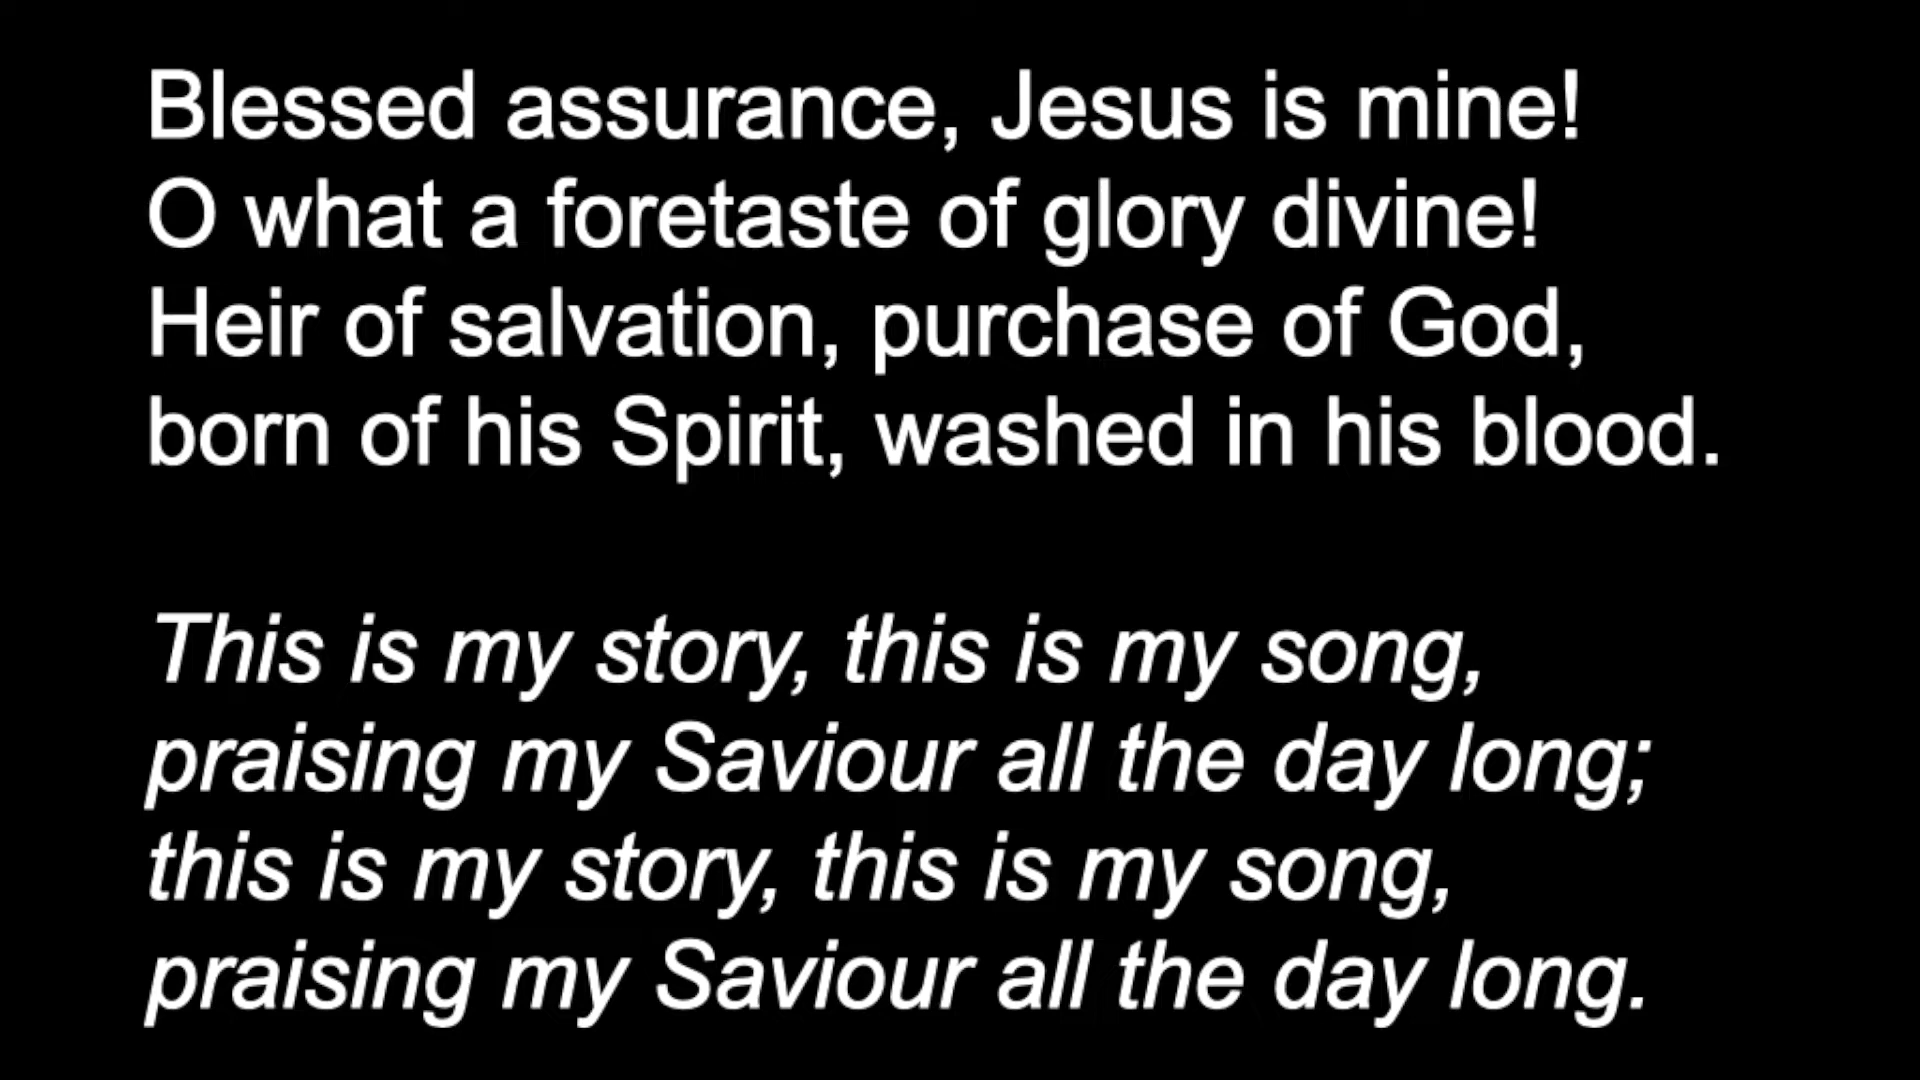 Blessed assurance, Jesus is mine!
O what a foretaste of glory divine!
Heir of salvation, purchase of God,
born of his Spirit, washed in his blood.
This is my story, this is my song,
praising my Saviour all the day long;
this is my story, this is my song,
praising my Saviour all the day long.